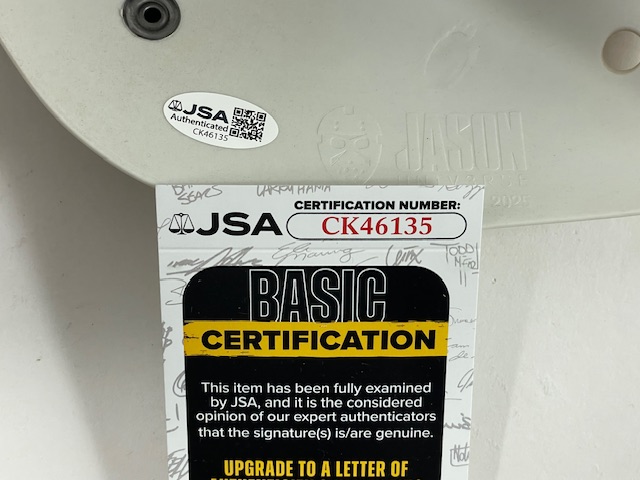 JSA
Authenticated
CK46135
JASON
CERTIFICATION NUMBER:
JSA CK46135
BASIC
CERTIFICATION
This item has been fully examined
by JSA, and it is the considered
opinion of our expert authenticators
that the signature(s) is/are genuine.
UPGRADE TO A LETTER OF